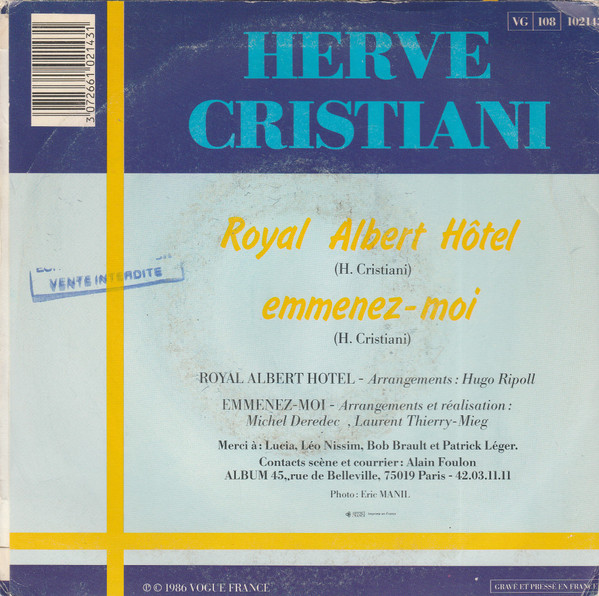 VG 108 102143
3 072661 021431
HERVE
CRISTIANI
Royal Albert Hôtel
(H. Cristiani)
emmenez-moi
(H. Cristiani)
VENTE INTERDITE
ROYAL ALBERT HOTEL - Arrangements : Hugo Ripoll
EMMENEZ-MOI - Arrangements et réalisation :
Michel Deredec , Laurent Thierry-Mieg
Merci à : Lucia, Léo Nissim, Bob Brault et Patrick Léger.
Contacts scène et courrier : Alain Foulon
ALBUM 45,,rue de Belleville, 75019 Paris - 42.03.11.11
Photo : Eric MANIL
℗ © 1986 VOGUE FRANCE
GRAVÉ ET PRESSÉ EN FRANCE